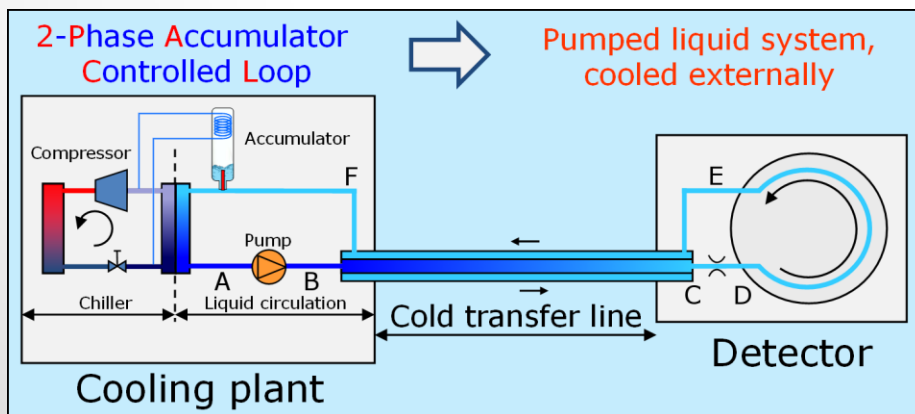 2-Phase Accumulator
Controlled Loop
Pumped liquid system,
cooled externally
Accumulator
Compressor
F
E
Pump
A
B
C
D
Chiller
Liquid circulation
Cold transfer line
Cooling plant
Detector